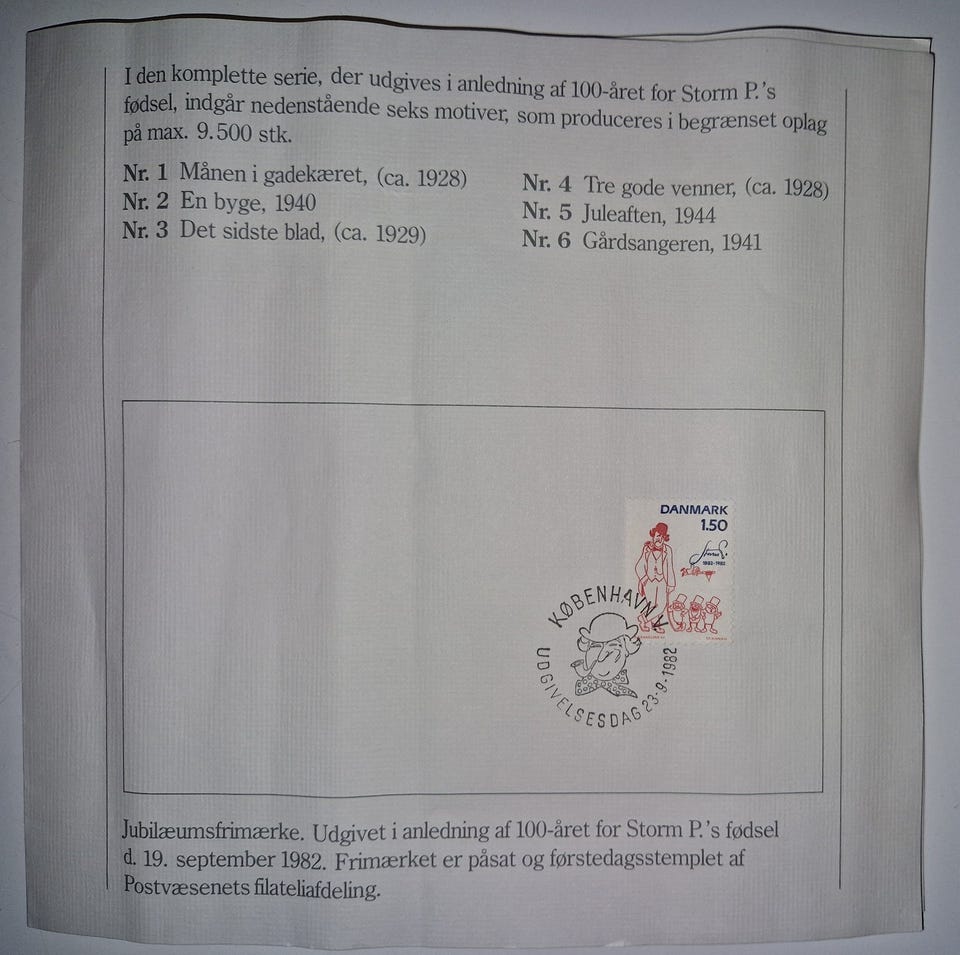 I den komplette serie, der udgives i anledning af 100-året for Storm P.'s
fødsel, indgår nedenstående seks motiver, som produceres i begrænset oplag
på max. 9.500 stk.
Nr. 1 Månen i gadekæret, (ca. 1928)
Nr. 2 En byge, 1940
Nr. 3 Det sidste blad, (ca. 1929)
Nr. 4 Tre gode venner, (ca. 1928)
Nr. 5 Juleaften, 1944
Nr. 6 Gårdsangeren, 1941
DANMARK
1.50
Storm P.
1882-1982
KØBENHAVN K
UDGIVELSESDAG 23-9-1982
Jubilæumsfrimærke. Udgivet i anledning af 100-året for Storm P.'s fødsel
d. 19. september 1982. Frimærket er påsat og førstedagsstemplet af
Postvæsenets filateliafdeling.